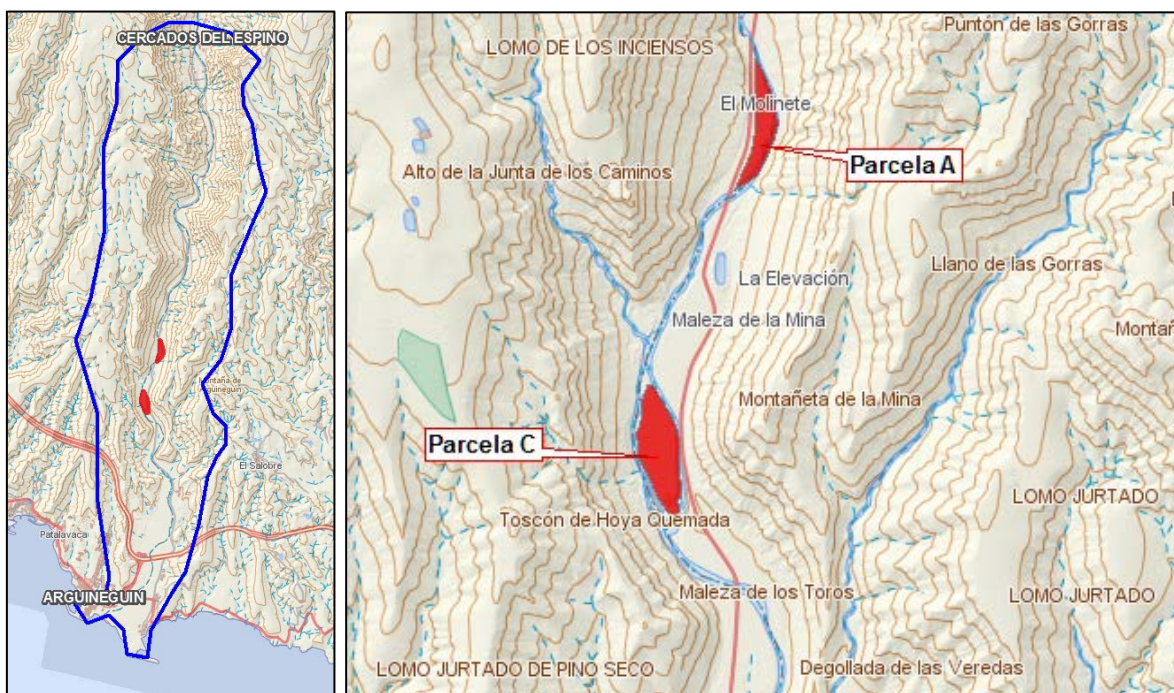 CERCADOS DEL ESPINO
Montaña de
Arguineguín
El Salobre
Patalavaca
ARGUINEGUIN
Puntón de las Gorras
LOMO DE LOS INCIENSOS
El Molinete
Parcela A
Alto de la Junta de los Caminos
Llano de las Gorras
La Elevación
Maleza de la Mina
Montañ
Montañeta de la Mina
Parcela C
LOMO JURTADO
Toscón de Hoya Quemada
Maleza de los Toros
LOMO JURTADO
LOMO JURTADO DE PINO SECO
Degollada de las Veredas